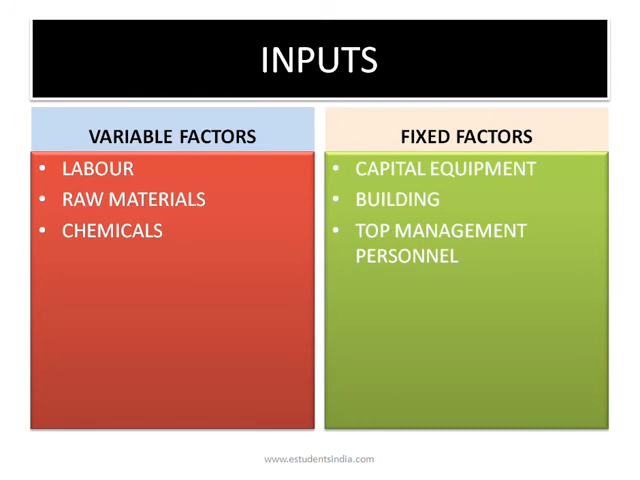 INPUTS
VARIABLE FACTORS
• LABOUR
• RAW MATERIALS
• CHEMICALS
FIXED FACTORS
• CAPITAL EQUIPMENT
• BUILDING
• TOP MANAGEMENT
PERSONNEL
www.estudentsindia.com